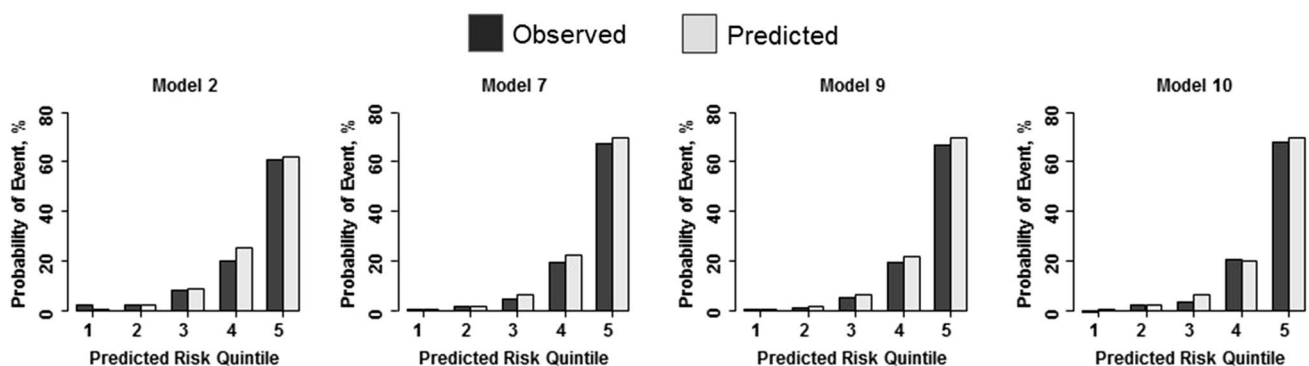 Observed Predicted
Model 2 Model 7 Model 9 Model 10
Probability of Event, %
0 20 40 60 80
1 2 3 4 5
Predicted Risk Quintile
Probability of Event, %
0 20 40 60 80
1 2 3 4 5
Predicted Risk Quintile
Probability of Event, %
0 20 40 60 80
1 2 3 4 5
Predicted Risk Quintile
Probability of Event, %
0 20 40 60 80
1 2 3 4 5
Predicted Risk Quintile